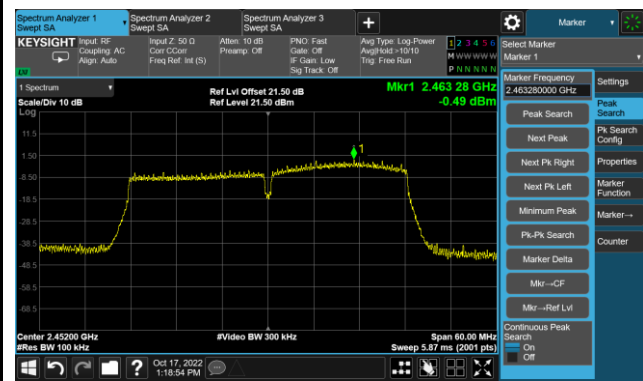 Spectrum Analyzer 1
Swept SA
Spectrum Analyzer 2
Swept SA
Spectrum Analyzer 3
Swept SA
+
Marker
KEYSIGHT
Input: RF
Coupling: AC
Align: Auto
Input Z: 50 Ω
Corr CCorr
Freq Ref: Int (S)
Atten: 10 dB
Preamp: Off
PNO: Fast
Gate: Off
IF Gain: Low
Sig Track: Off
Avg Type: Log-Power
Avg|Hold:>10/10
Trig: Free Run
1 2 3 4 5 6
M W W W W W
P N N N N N
LXI
Select Marker
Marker 1
1 Spectrum
Scale/Div 10 dB
Log
Ref Lvl Offset 21.50 dB
Ref Level 21.50 dBm
Mkr1 2.463 28 GHz
-0.49 dBm
11.5
1.50
-8.50
-18.5
-28.5
-38.5
-48.5
-58.5
-68.5
1
Center 2.45200 GHz
#Res BW 100 kHz
#Video BW 300 kHz
Span 60.00 MHz
Sweep 5.87 ms (2001 pts)
Marker Frequency
2.463280000 GHz
Peak Search
Next Peak
Next Pk Right
Next Pk Left
Minimum Peak
Pk-Pk Search
Marker Delta
Mkr→CF
Mkr→Ref Lvl
Continuous Peak
Search
On
Off
Settings
Peak
Search
Pk Search
Config
Properties
Marker
Function
Marker→
Counter
?
Oct 17, 2022
1:18:54 PM